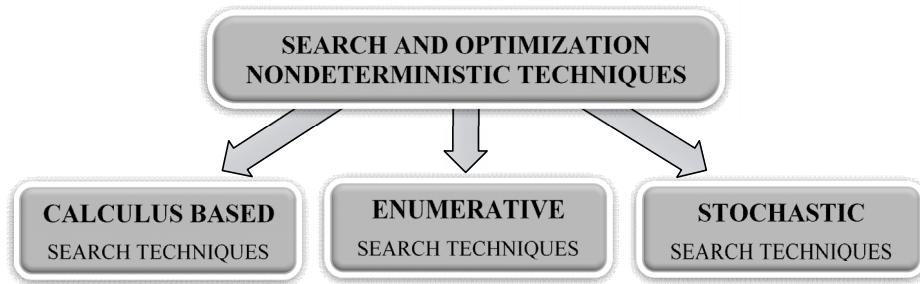 SEARCH AND OPTIMIZATION
NONDETERMINISTIC TECHNIQUES
CALCULUS BASED
SEARCH TECHNIQUES
ENUMERATIVE
SEARCH TECHNIQUES
STOCHASTIC
SEARCH TECHNIQUES